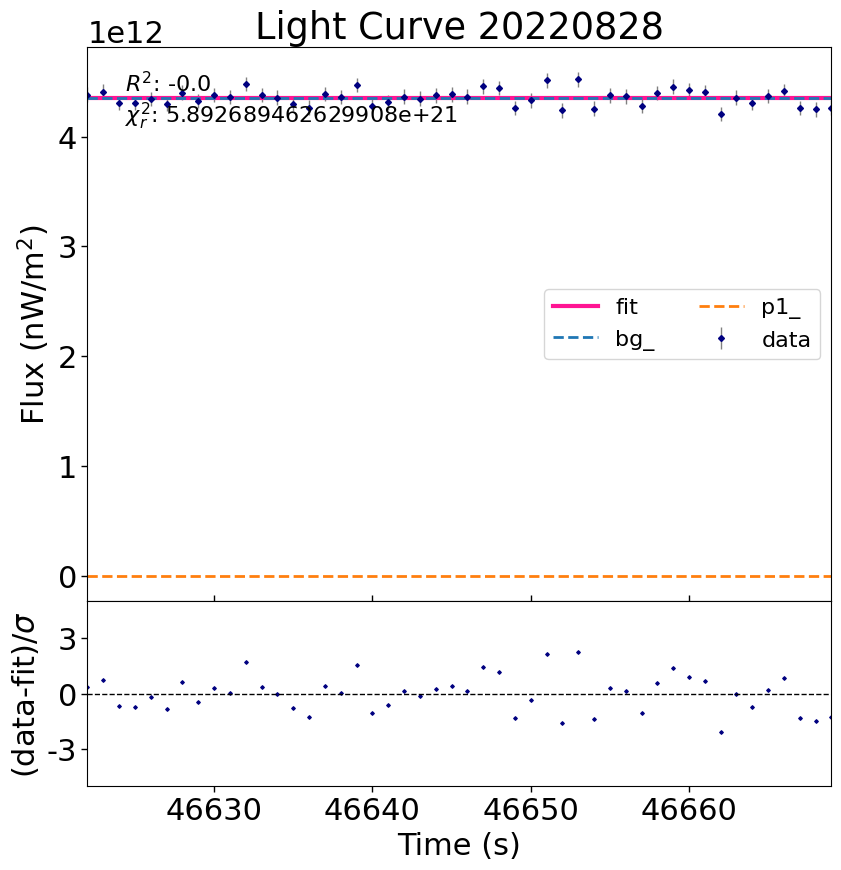 Light Curve 20220828
1e12
R²: -0.0
χᵣ²: 5.892689462629908e+21
4
3
2
1
0
Flux (nW/m²)
fit
bg_
p1_
data
3
0
-3
(data-fit)/σ
46630 46640 46650 46660
Time (s)